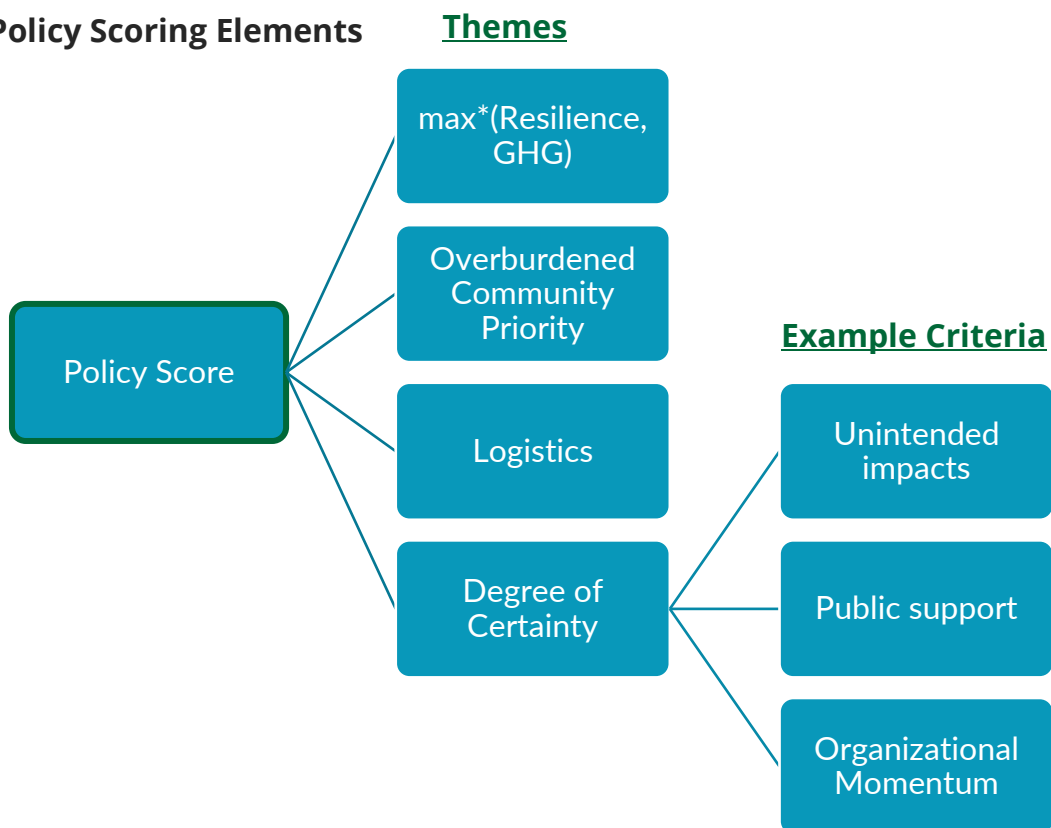 Policy Scoring Elements
Themes
max*(Resilience,
GHG)
Overburdened
Community
Priority
Policy Score
Logistics
Degree of
Certainty
Example Criteria
Unintended
impacts
Public support
Organizational
Momentum